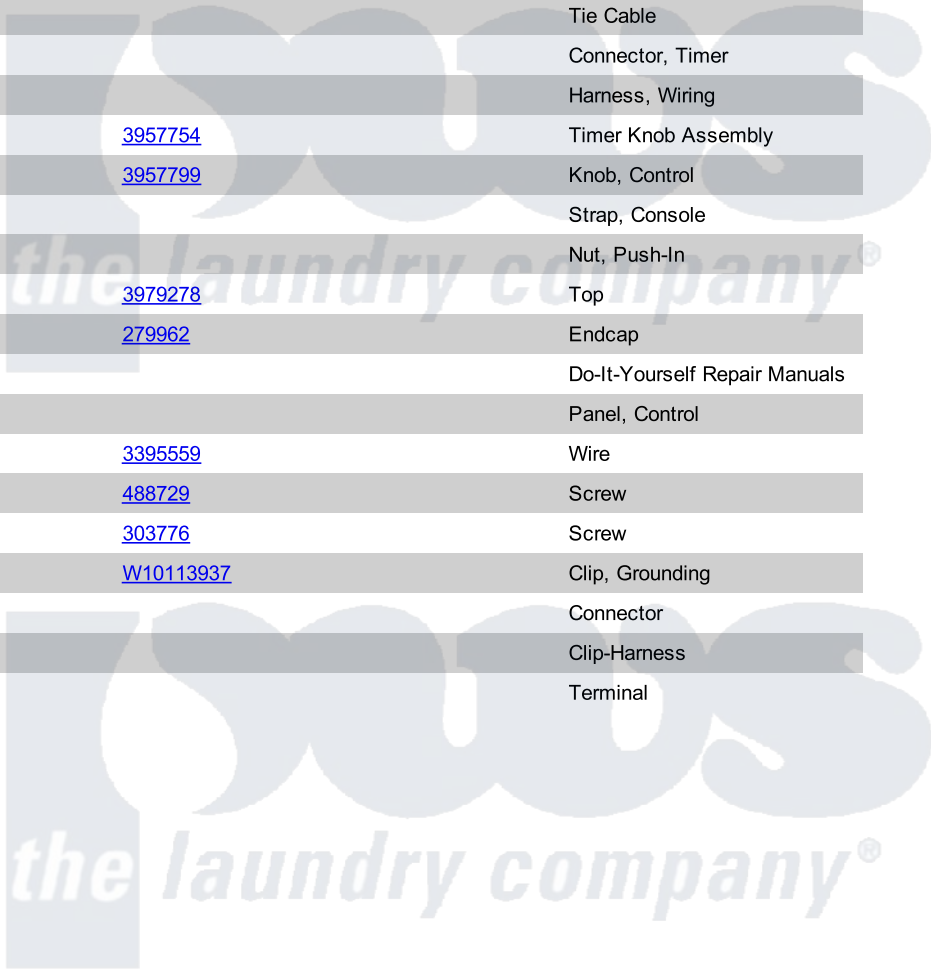 Tie Cable
Connector, Timer
Harness, Wiring
3957754 Timer Knob Assembly
3957799 Knob, Control
Strap, Console
Nut, Push-In
the laundry company®
3979278 Top
279962 Endcap
Do-It-Yourself Repair Manuals
Panel, Control
3395559 Wire
488729 Screw
303776 Screw
W10113937 Clip, Grounding
Connector
Clip-Harness
Terminal
pws
the laundry company®